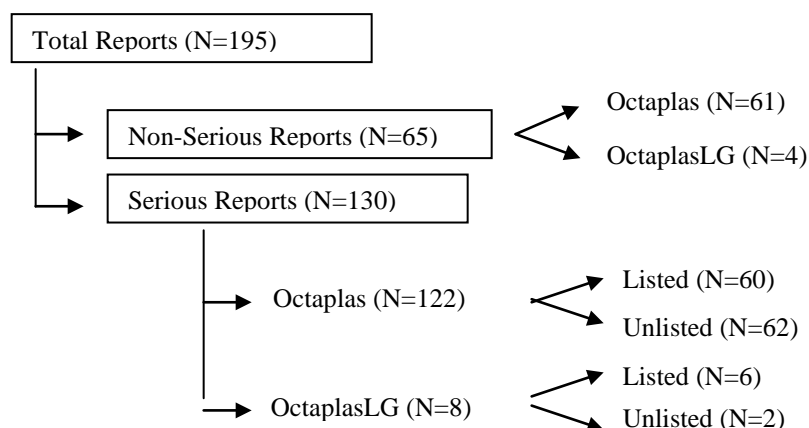 Total Reports (N=195)
Non-Serious Reports (N=65)
Octaplas (N=61)
OctaplasLG (N=4)
Serious Reports (N=130)
Octaplas (N=122)
Listed (N=60)
Unlisted (N=62)
OctaplasLG (N=8)
Listed (N=6)
Unlisted (N=2)